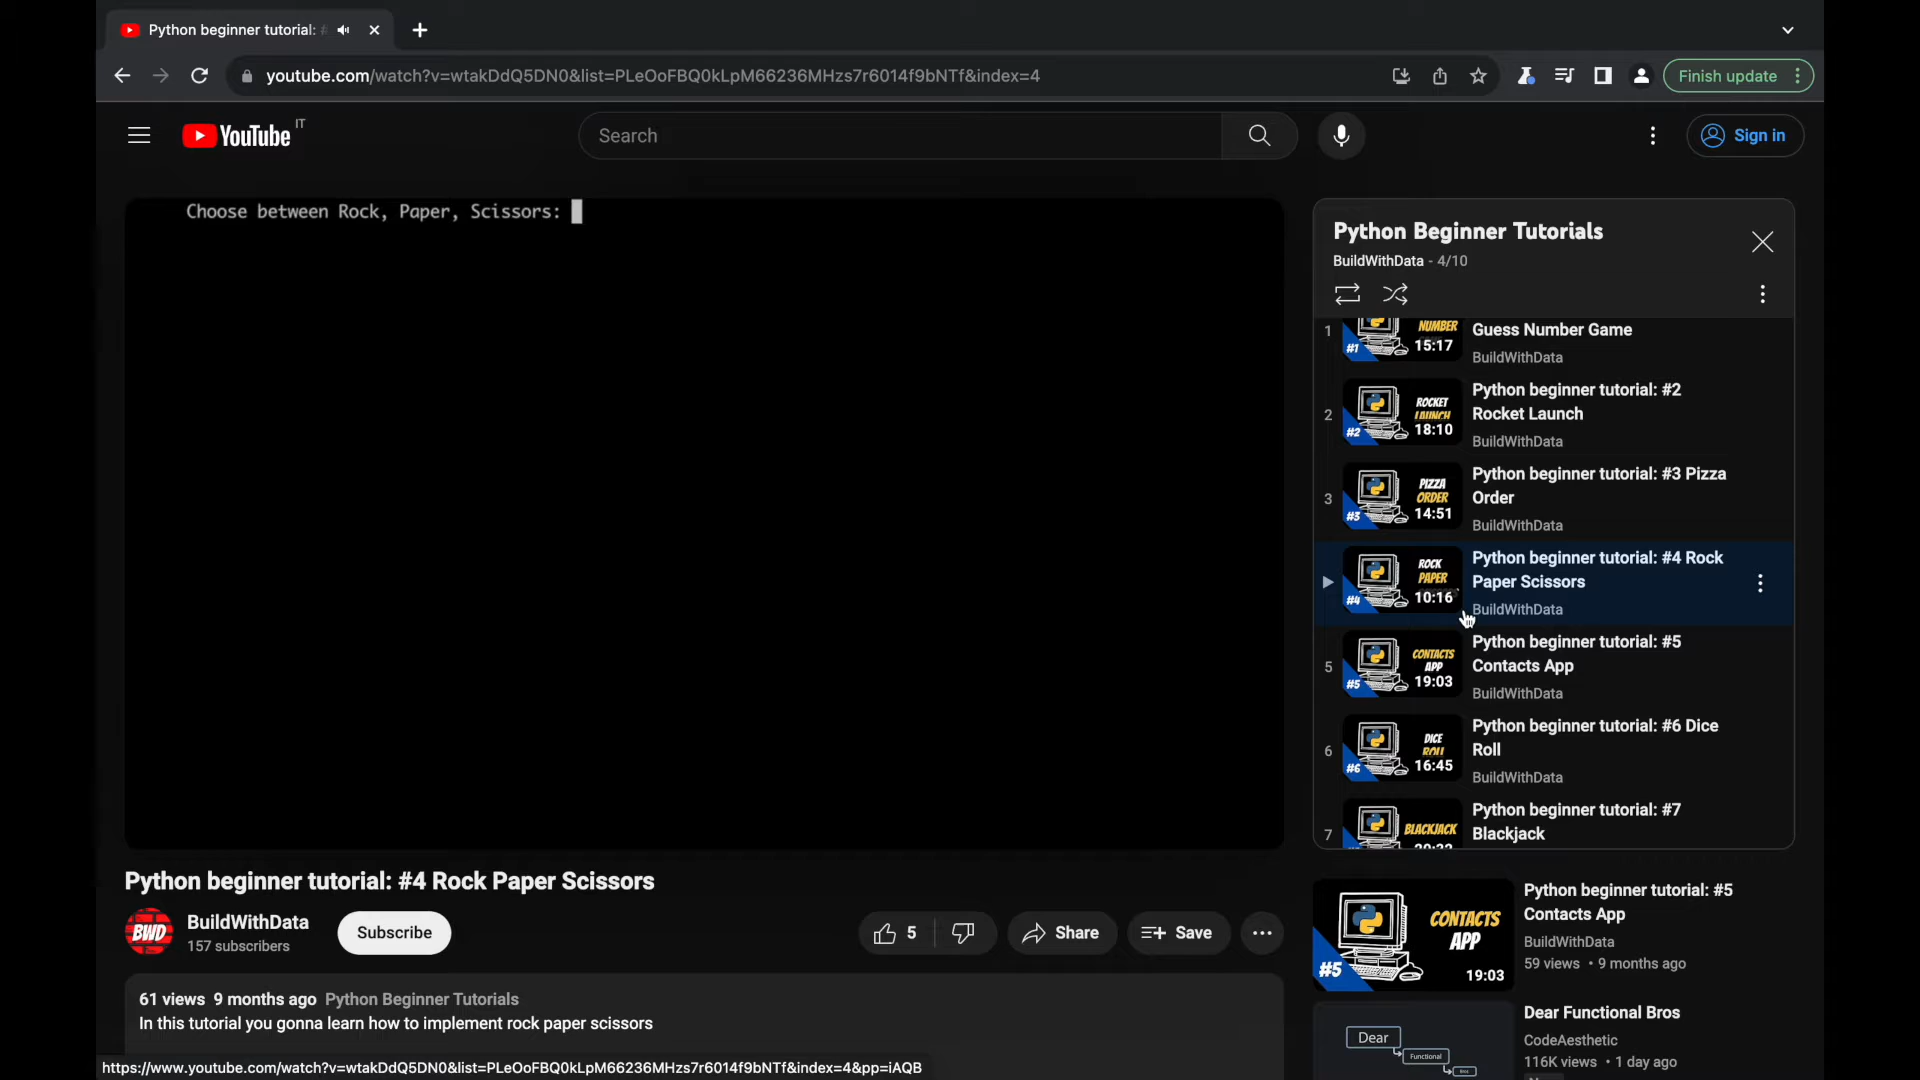 Python beginner tutorial: #
youtube.com/watch?v=wtakDdQ5DN0&list=PLeOoFBQ0kLpM66236MHzs7r6014f9bNTf&index=4
Finish update
YouTube IT
Search
Sign in
Choose between Rock, Paper, Scissors:
Python Beginner Tutorials
BuildWithData - 4/10
1
NUMBER
#1
15:17
Guess Number Game
BuildWithData
2
ROCKET
LAUNCH
#2
18:10
Python beginner tutorial: #2
Rocket Launch
BuildWithData
3
PIZZA
ORDER
#3
14:51
Python beginner tutorial: #3 Pizza
Order
BuildWithData
ROCK
PAPER
#4
10:16
Python beginner tutorial: #4 Rock
Paper Scissors
BuildWithData
5
CONTACTS
APP
#5
19:03
Python beginner tutorial: #5
Contacts App
BuildWithData
6
DICE
ROLL
#6
16:45
Python beginner tutorial: #6 Dice
Roll
BuildWithData
7
BLACKJACK
Python beginner tutorial: #7
Blackjack
Python beginner tutorial: #4 Rock Paper Scissors
BWD
BuildWithData
157 subscribers
Subscribe
5
Share
Save
61 views 9 months ago Python Beginner Tutorials
In this tutorial you gonna learn how to implement rock paper scissors
CONTACTS
APP
#5
19:03
Python beginner tutorial: #5
Contacts App
BuildWithData
59 views • 9 months ago
Dear
Functional
Dear Functional Bros
CodeAesthetic
116K views • 1 day ago
https://www.youtube.com/watch?v=wtakDdQ5DN0&list=PLeOoFBQ0kLpM66236MHzs7r6014f9bNTf&index=4&pp=iAQB